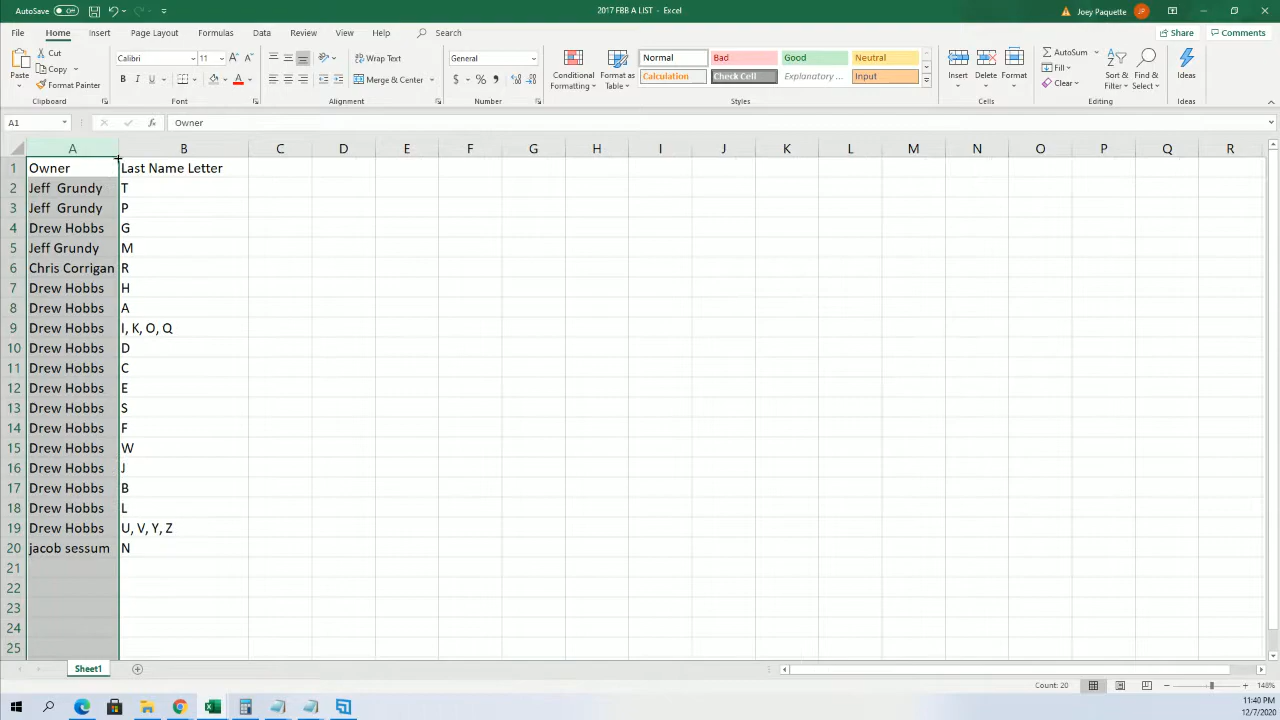 AutoSave Off 2017 FBB A LIST - Excel Joey Paquette JP
File Home Insert Page Layout Formulas Data Review View Help Search Share Comments
Paste Cut Copy Format Painter Clipboard
Calibri 11 A A B I U A Font
ab Wrap Text Merge & Center Alignment
General $ % , Number
Conditional Formatting Format as Table
Normal Bad Good Neutral
Calculation Check Cell Explanatory ... Input
Styles
Insert Delete Format Cells
AutoSum Fill Clear Sort & Filter Find & Select Editing
Ideas Ideas
A1 fx Owner
A B C D E F G H I J K L M N O P Q R
1 Owner Last Name Letter
2 Jeff  Grundy T
3 Jeff  Grundy P
4 Drew Hobbs G
5 Jeff Grundy M
6 Chris Corrigan R
7 Drew Hobbs H
8 Drew Hobbs A
9 Drew Hobbs I, K, O, Q
10 Drew Hobbs D
11 Drew Hobbs C
12 Drew Hobbs E
13 Drew Hobbs S
14 Drew Hobbs F
15 Drew Hobbs W
16 Drew Hobbs J
17 Drew Hobbs B
18 Drew Hobbs L
19 Drew Hobbs U, V, Y, Z
20 jacob sessum N
21
22
23
24
25
Sheet1
Count: 20 148%
11:40 PM
12/7/2020